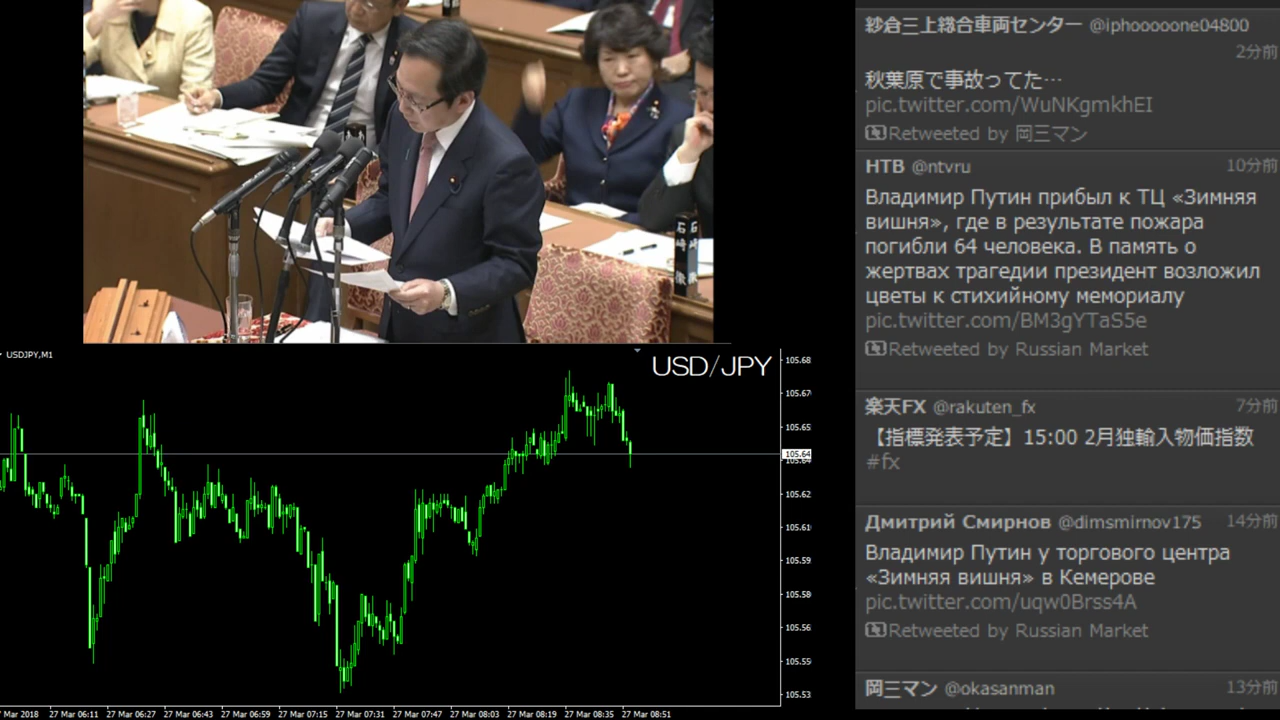 石崎 徹
石崎 徹
USDJPY,M1
USD/JPY
105.68
105.67
105.65
105.64
105.62
105.61
105.59
105.58
105.56
105.55
105.53
Mar 2018
27 Mar 06:11
27 Mar 06:27
27 Mar 06:43
27 Mar 06:59
27 Mar 07:15
27 Mar 07:31
27 Mar 07:47
27 Mar 08:03
27 Mar 08:19
27 Mar 08:35
27 Mar 08:51
紗倉三上総合車両センター @iphooooone04800
2分前
秋葉原で事故ってた…
pic.twitter.com/WuNKgmkhEI
Retweeted by 岡三マン
НТВ @ntvru 10分前
Владимир Путин прибыл к ТЦ «Зимняя
вишня», где в результате пожара
погибли 64 человека. В память о
жертвах трагедии президент возложил
цветы к стихийному мемориалу
pic.twitter.com/BM3gYTaS5e
Retweeted by Russian Market
楽天FX @rakuten_fx 7分前
【指標発表予定】15:00 2月独輸入物価指数
#fx
Дмитрий Смирнов @dimsmirnov175 14分前
Владимир Путин у торгового центра
«Зимняя вишня» в Кемерове
pic.twitter.com/uqw0Brss4A
Retweeted by Russian Market
岡三マン @okasanman 13分前